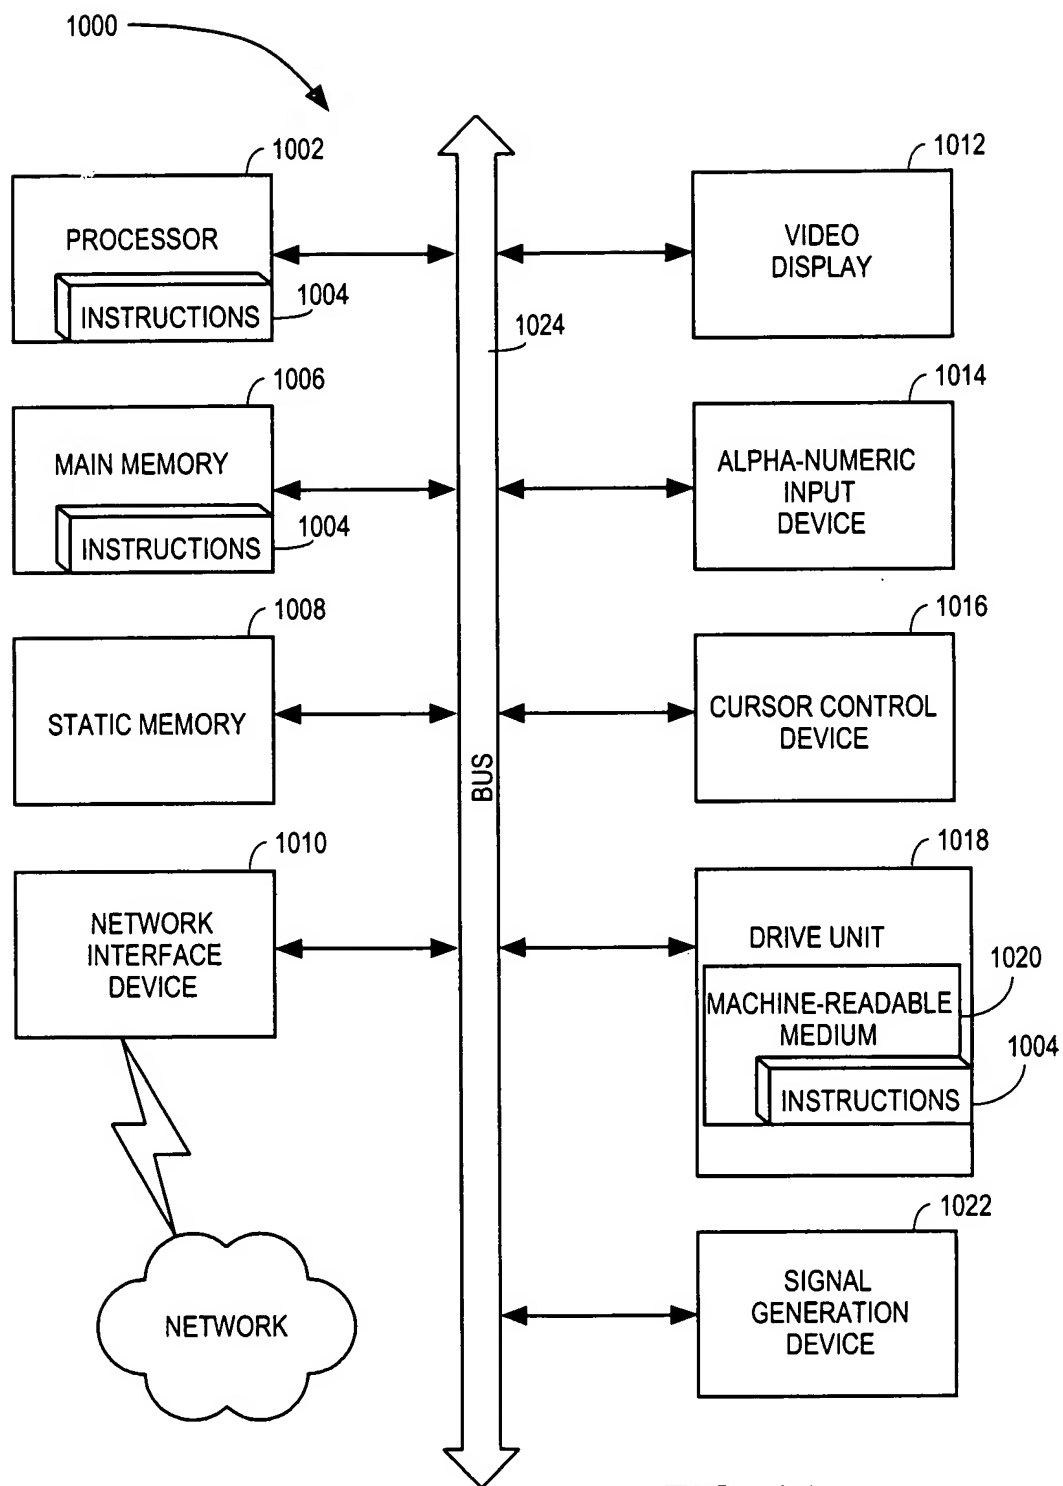 1000
1002
PROCESSOR
INSTRUCTIONS
1004
1006
MAIN MEMORY
INSTRUCTIONS
1004
1008
STATIC MEMORY
1010
NETWORK
INTERFACE
DEVICE
NETWORK
1024
BUS
1012
VIDEO
DISPLAY
1014
ALPHA-NUMERIC
INPUT
DEVICE
1016
CURSOR CONTROL
DEVICE
1018
DRIVE UNIT
1020
MACHINE-READABLE
MEDIUM
1004
INSTRUCTIONS
1022
SIGNAL
GENERATION
DEVICE